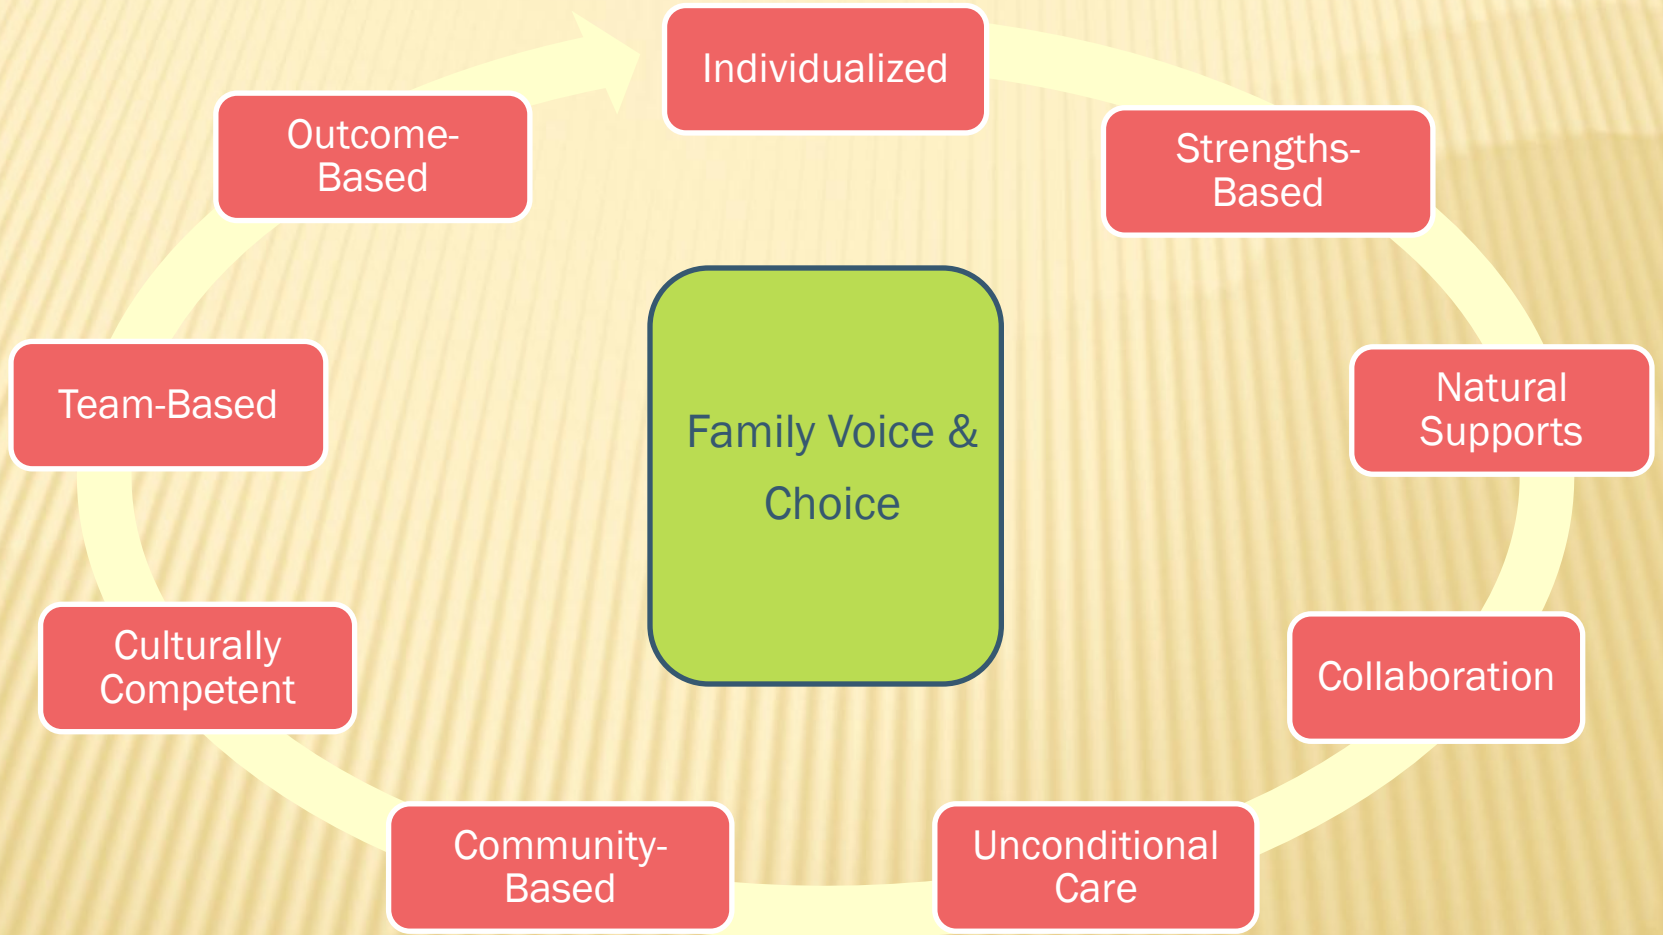 Individualized
Strengths-
Based
Natural
Supports
Collaboration
Unconditional
Care
Community-
Based
Culturally
Competent
Team-Based
Outcome-
Based
Family Voice &
Choice